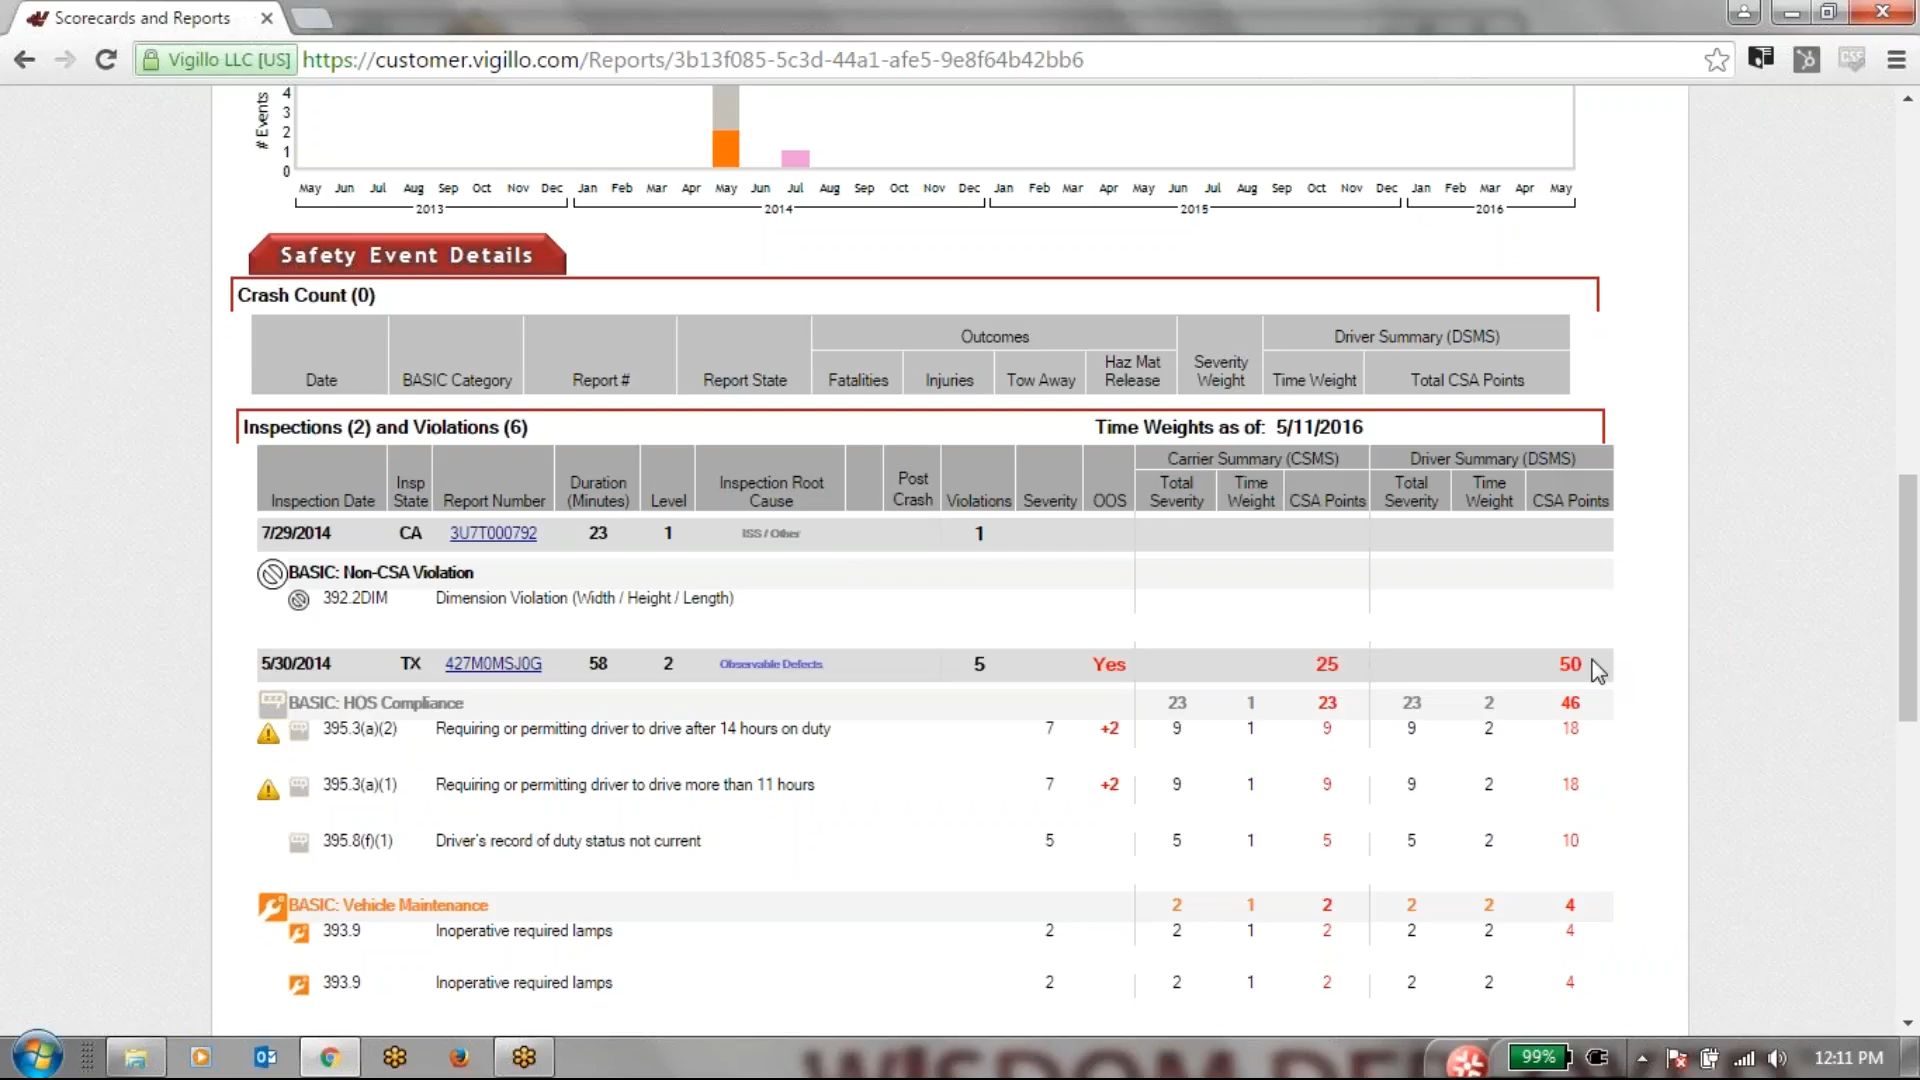 Scorecards and Reports
Vigillo LLC [US] https://customer.vigillo.com/Reports/3b13f085-5c3d-44a1-afe5-9e8f64b42bb6
# Events
4
3
2
1
0
May Jun Jul Aug Sep Oct Nov Dec Jan Feb Mar Apr May Jun Jul Aug Sep Oct Nov Dec Jan Feb Mar Apr May Jun Jul Aug Sep Oct Nov Dec Jan Feb Mar Apr May
2013 2014 2015 2016
Safety Event Details
Crash Count (0)
Outcomes Driver Summary (DSMS)
Date BASIC Category Report # Report State Fatalities Injuries Tow Away Haz Mat Release Severity Weight Time Weight Total CSA Points
Inspections (2) and Violations (6) Time Weights as of: 5/11/2016
Carrier Summary (CSMS) Driver Summary (DSMS)
Inspection Date Insp State Report Number Duration (Minutes) Level Inspection Root Cause Post Crash Violations Severity OOS Total Severity Time Weight CSA Points Total Severity Time Weight CSA Points
7/29/2014 CA 3U7T000792 23 1 ISS / Other 1
BASIC: Non-CSA Violation
392.2DIM Dimension Violation (Width / Height / Length)
5/30/2014 TX 427M0MSJ0G 58 2 Observable Defects 5 Yes 25 50
BASIC: HOS Compliance 23 1 23 23 2 46
395.3(a)(2) Requiring or permitting driver to drive after 14 hours on duty 7 +2 9 1 9 9 2 18
395.3(a)(1) Requiring or permitting driver to drive more than 11 hours 7 +2 9 1 9 9 2 18
395.8(f)(1) Driver's record of duty status not current 5 5 1 5 5 2 10
BASIC: Vehicle Maintenance 2 1 2 2 2 4
393.9 Inoperative required lamps 2 2 1 2 2 2 4
393.9 Inoperative required lamps 2 2 1 2 2 2 4
99% 12:11 PM